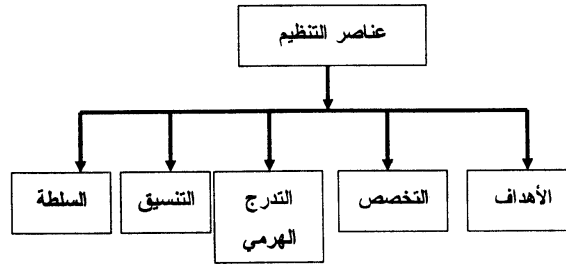 عناصر التنظيم
الأهداف
التخصص
التدرج
الهرمي
التنسيق
السلطة